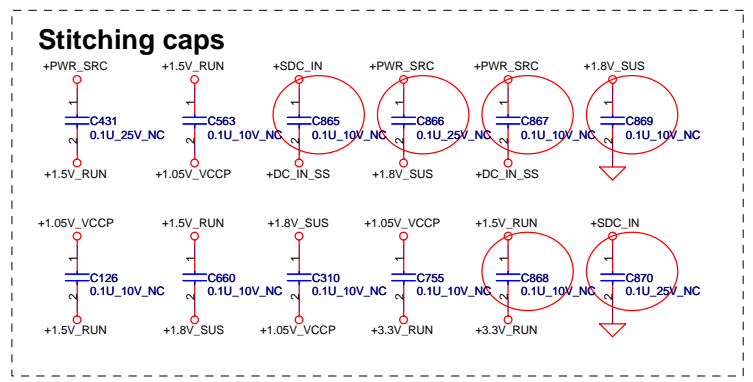 Stitching caps
+PWR_SRC +1.5V_RUN +SDC_IN +PWR_SRC +PWR_SRC +1.8V_SUS
1 1 1 1 1 1
C431 C563 C865 C866 C867 C869
0.1U_25V_NC 0.1U_10V_NC 0.1U_10V_NC 0.1U_25V_NC 0.1U_10V_NC 0.1U_10V_NC
2 2 2 2 2 2
+1.5V_RUN +1.05V_VCCP +DC_IN_SS +1.8V_SUS +DC_IN_SS
+1.05V_VCCP +1.5V_RUN +1.8V_SUS +1.05V_VCCP +1.5V_RUN +SDC_IN
1 1 1 1 1 1
C126 C660 C310 C755 C868 C870
0.1U_10V_NC 0.1U_10V_NC 0.1U_10V_NC 0.1U_10V_NC 0.1U_10V_NC 0.1U_25V_NC
2 2 2 2 2 2
+1.5V_RUN +1.8V_SUS +1.05V_VCCP +3.3V_RUN +3.3V_RUN